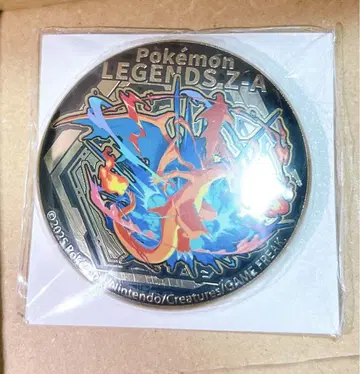 Pokémon
LEGENDS Z-A
©2025 Pokémon/Nintendo/Creatures/GAME FREAK